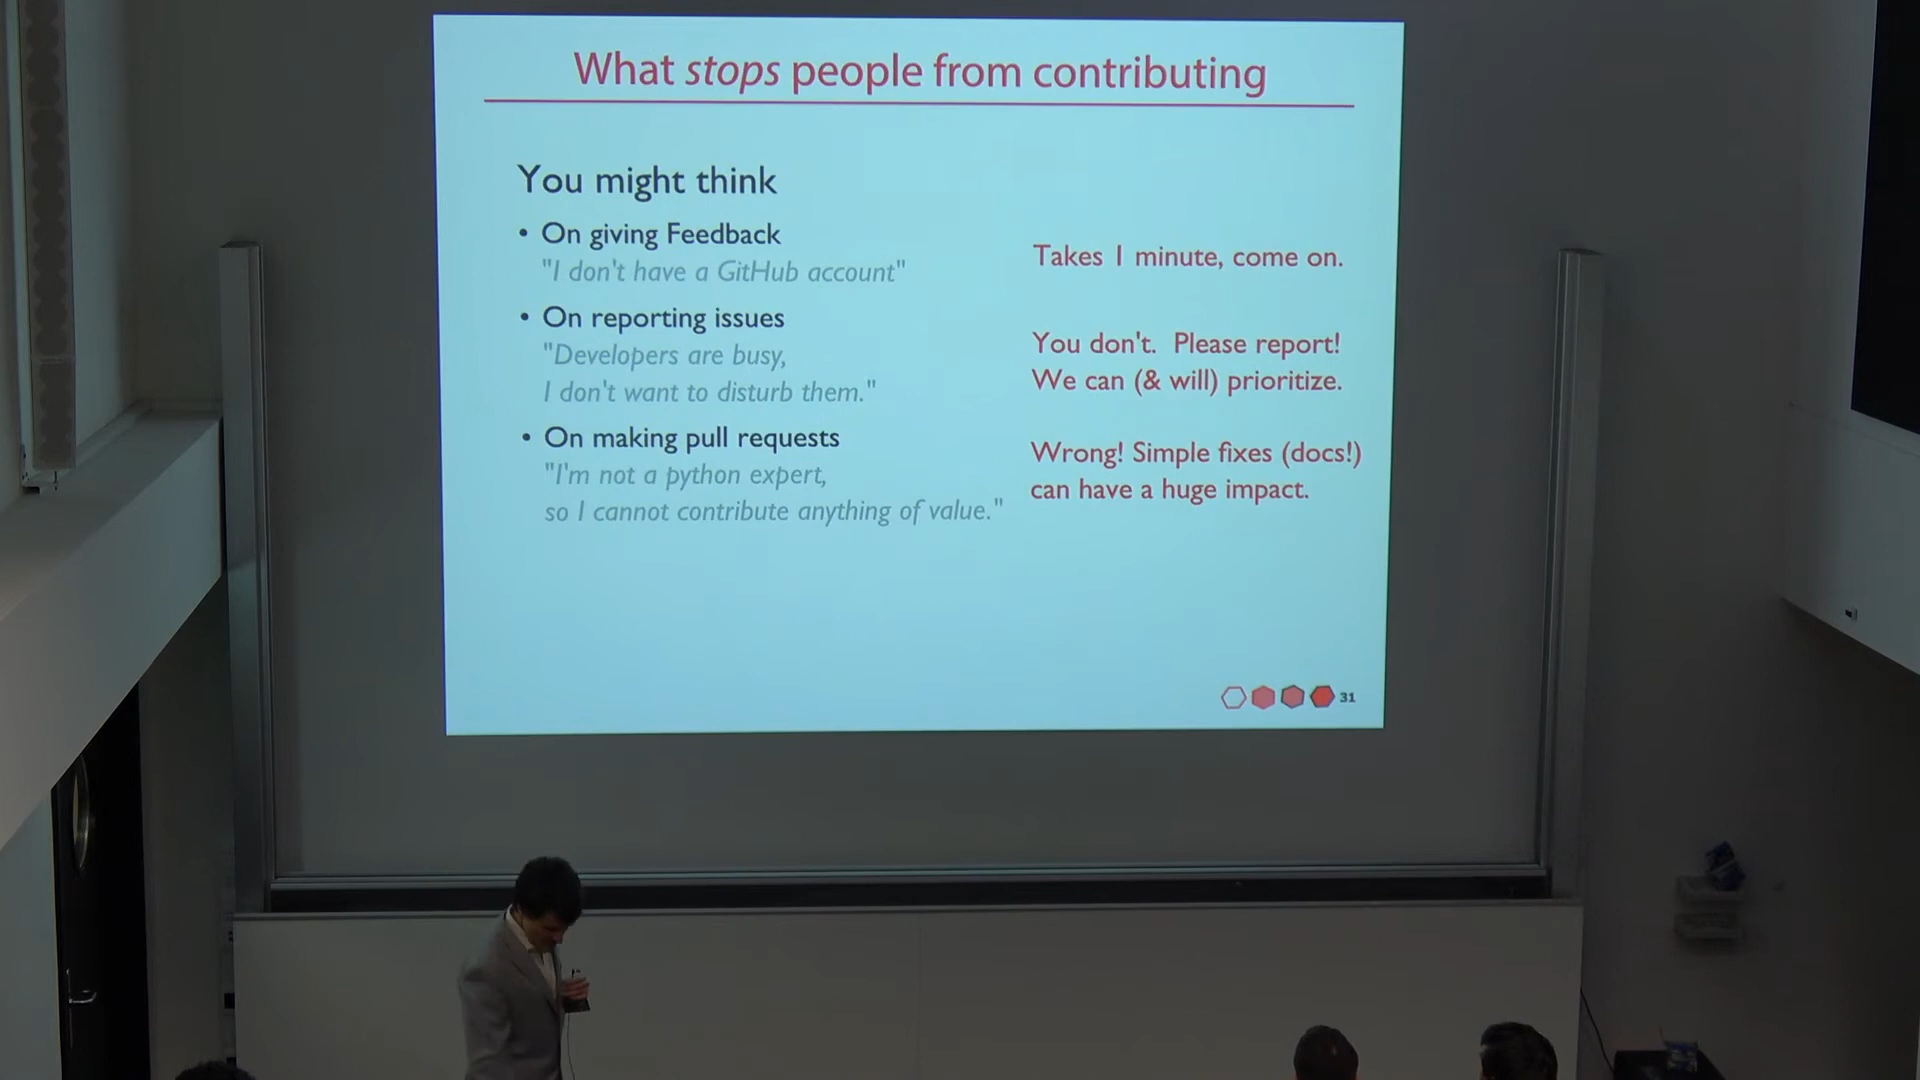 What stops people from contributing
You might think
• On giving Feedback
"I don't have a GitHub account"
Takes 1 minute, come on.
• On reporting issues
"Developers are busy,
I don't want to disturb them."
You don't. Please report!
We can (& will) prioritize.
• On making pull requests
"I'm not a python expert,
so I cannot contribute anything of value."
Wrong! Simple fixes (docs!)
can have a huge impact.
31